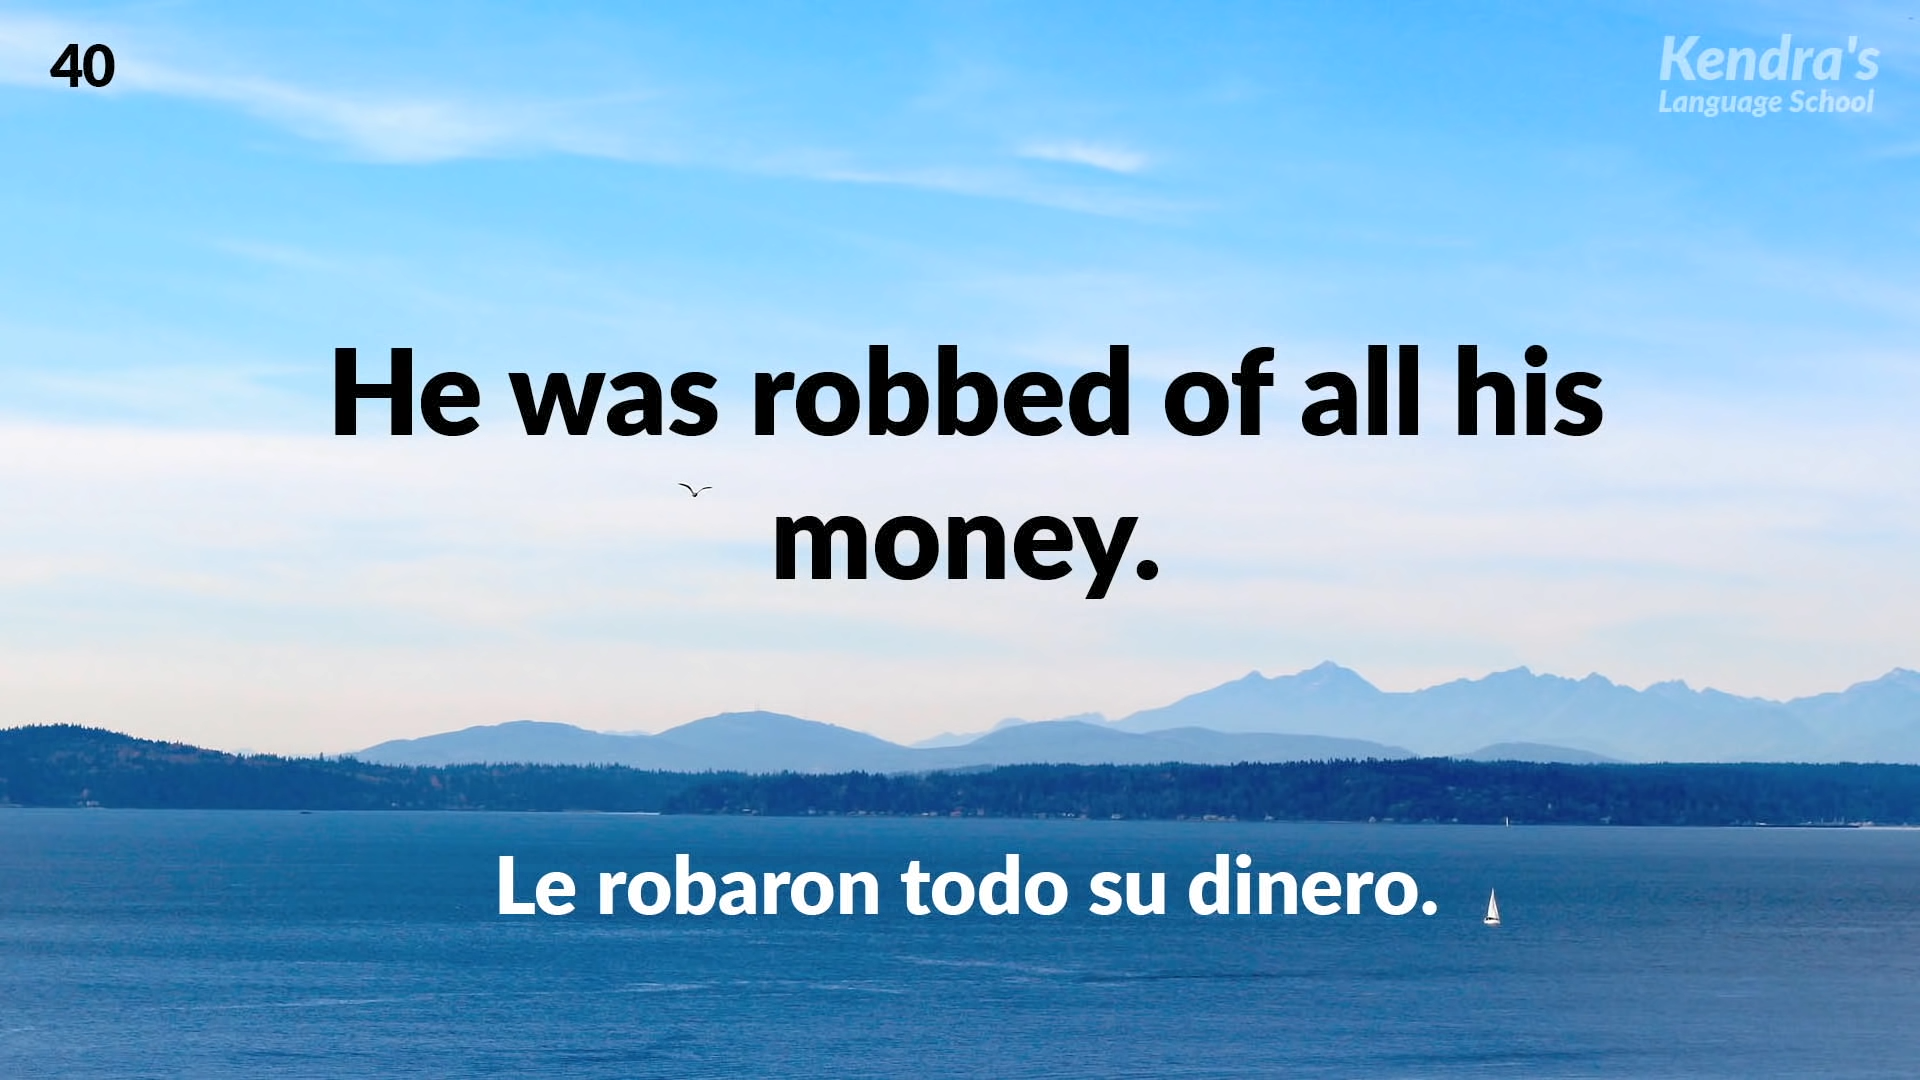 40
Kendra's
Language School
He was robbed of all his
money.
Le robaron todo su dinero.